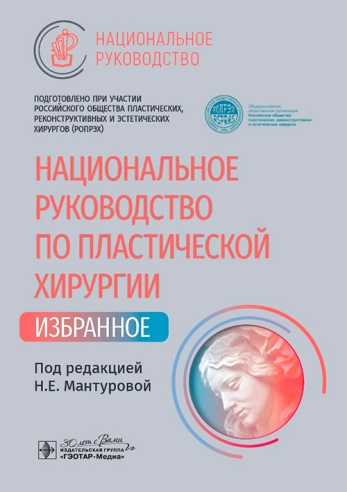 НАЦИОНАЛЬНОЕ
РУКОВОДСТВО
ПОДГОТОВЛЕНО ПРИ УЧАСТИИ
РОССИЙСКОГО ОБЩЕСТВА ПЛАСТИЧЕСКИХ,
РЕКОНСТРУКТИВНЫХ И ЭСТЕТИЧЕСКИХ
ХИРУРГОВ (РОПРЭХ)
РОПРЭХ
Общероссийская
общественная организация
Российское общество
пластических, реконструктивных
и эстетических хирургов
НАЦИОНАЛЬНОЕ
РУКОВОДСТВО
ПО ПЛАСТИЧЕСКОЙ
ХИРУРГИИ
ИЗБРАННОЕ
Под редакцией
Н.Е. Мантуровой
30 лет с Вами
ИЗДАТЕЛЬСКАЯ ГРУППА
«ГЭОТАР-Медиа»